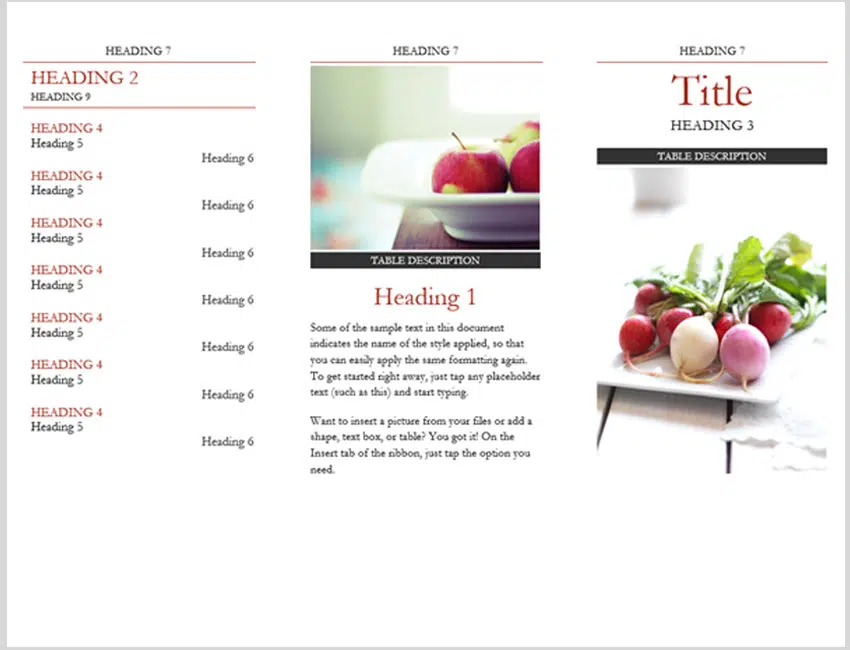 HEADING 7
HEADING 2
HEADING 9
HEADING 4
Heading 5
Heading 6
HEADING 4
Heading 5
Heading 6
HEADING 4
Heading 5
Heading 6
HEADING 4
Heading 5
Heading 6
HEADING 4
Heading 5
Heading 6
HEADING 4
Heading 5
Heading 6
HEADING 4
Heading 5
Heading 6
HEADING 7
TABLE DESCRIPTION
Heading 1
Some of the sample text in this document
indicates the name of the style applied, so that
you can easily apply the same formatting again.
To get started right away, just tap any placeholder
text (such as this) and start typing.
Want to insert a picture from your files or add a
shape, text box, or table? You got it! On the
Insert tab of the ribbon, just tap the option you
need.
HEADING 7
Title
HEADING 3
TABLE DESCRIPTION